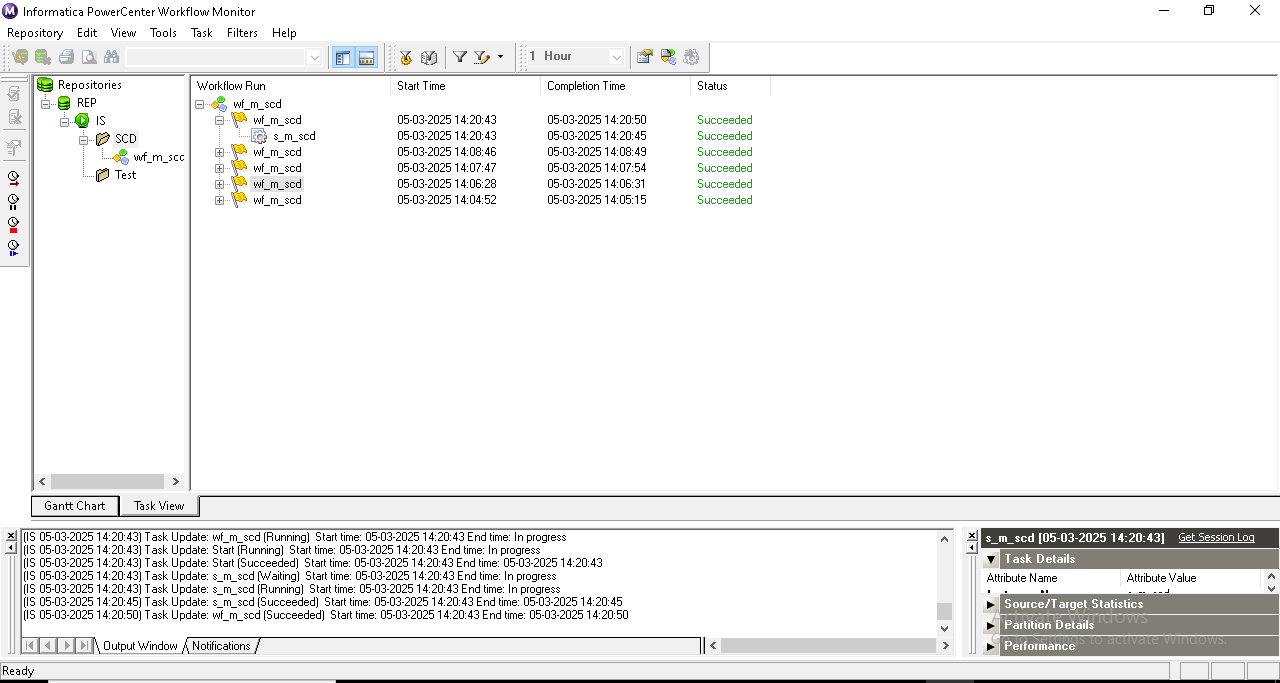 Informatica PowerCenter Workflow Monitor
Repository Edit View Tools Task Filters Help
1 Hour
Repositories
REP
IS
SCD
wf_m_scc
Test
Workflow Run Start Time Completion Time Status
wf_m_scd
wf_m_scd 05-03-2025 14:20:43 05-03-2025 14:20:50 Succeeded
s_m_scd 05-03-2025 14:20:43 05-03-2025 14:20:45 Succeeded
wf_m_scd 05-03-2025 14:08:46 05-03-2025 14:08:49 Succeeded
wf_m_scd 05-03-2025 14:07:47 05-03-2025 14:07:54 Succeeded
wf_m_scd 05-03-2025 14:06:28 05-03-2025 14:06:31 Succeeded
wf_m_scd 05-03-2025 14:04:52 05-03-2025 14:05:15 Succeeded
Gantt Chart Task View
(IS 05-03-2025 14:20:43) Task Update: wf_m_scd (Running) Start time: 05-03-2025 14:20:43 End time: In progress
(IS 05-03-2025 14:20:43) Task Update: Start (Running) Start time: 05-03-2025 14:20:43 End time: In progress
(IS 05-03-2025 14:20:43) Task Update: Start (Succeeded) Start time: 05-03-2025 14:20:43 End time: 05-03-2025 14:20:43
(IS 05-03-2025 14:20:43) Task Update: s_m_scd (Waiting) Start time: 05-03-2025 14:20:43 End time: In progress
(IS 05-03-2025 14:20:43) Task Update: s_m_scd (Running) Start time: 05-03-2025 14:20:43 End time: In progress
(IS 05-03-2025 14:20:45) Task Update: s_m_scd (Succeeded) Start time: 05-03-2025 14:20:43 End time: 05-03-2025 14:20:45
(IS 05-03-2025 14:20:50) Task Update: wf_m_scd (Succeeded) Start time: 05-03-2025 14:20:43 End time: 05-03-2025 14:20:50
Output Window Notifications
s_m_scd [05-03-2025 14:20:43] Get Session Log
Task Details
Attribute Name Attribute Value
Source/Target Statistics
Activate Windows
Partition Details
Go to Settings to activate Windows.
Performance
Ready